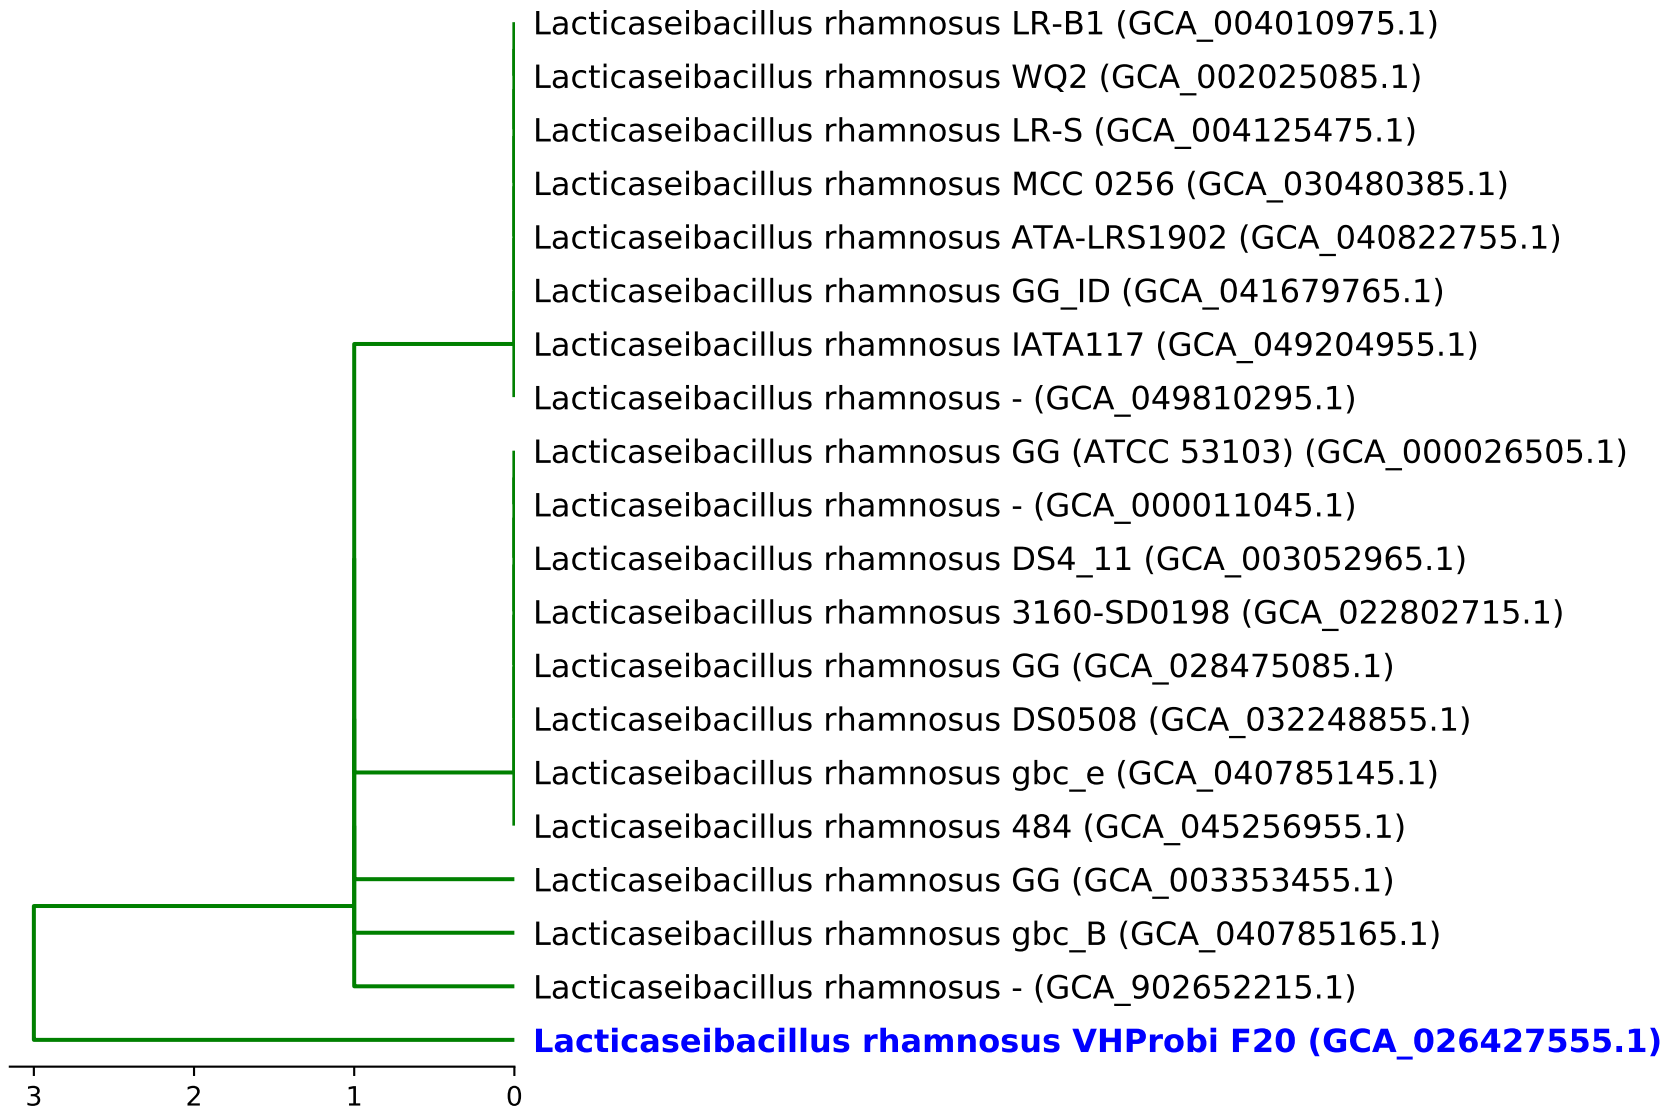 Lacticaseibacillus rhamnosus LR-B1 (GCA_004010975.1)
Lacticaseibacillus rhamnosus WQ2 (GCA_002025085.1)
Lacticaseibacillus rhamnosus LR-S (GCA_004125475.1)
Lacticaseibacillus rhamnosus MCC 0256 (GCA_030480385.1)
Lacticaseibacillus rhamnosus ATA-LRS1902 (GCA_040822755.1)
Lacticaseibacillus rhamnosus GG_ID (GCA_041679765.1)
Lacticaseibacillus rhamnosus IATA117 (GCA_049204955.1)
Lacticaseibacillus rhamnosus - (GCA_049810295.1)
Lacticaseibacillus rhamnosus GG (ATCC 53103) (GCA_000026505.1)
Lacticaseibacillus rhamnosus - (GCA_000011045.1)
Lacticaseibacillus rhamnosus DS4_11 (GCA_003052965.1)
Lacticaseibacillus rhamnosus 3160-SD0198 (GCA_022802715.1)
Lacticaseibacillus rhamnosus GG (GCA_028475085.1)
Lacticaseibacillus rhamnosus DS0508 (GCA_032248855.1)
Lacticaseibacillus rhamnosus gbc_e (GCA_040785145.1)
Lacticaseibacillus rhamnosus 484 (GCA_045256955.1)
Lacticaseibacillus rhamnosus GG (GCA_003353455.1)
Lacticaseibacillus rhamnosus gbc_B (GCA_040785165.1)
Lacticaseibacillus rhamnosus - (GCA_902652215.1)
Lacticaseibacillus rhamnosus VHProbi F20 (GCA_026427555.1)
3 2 1 0